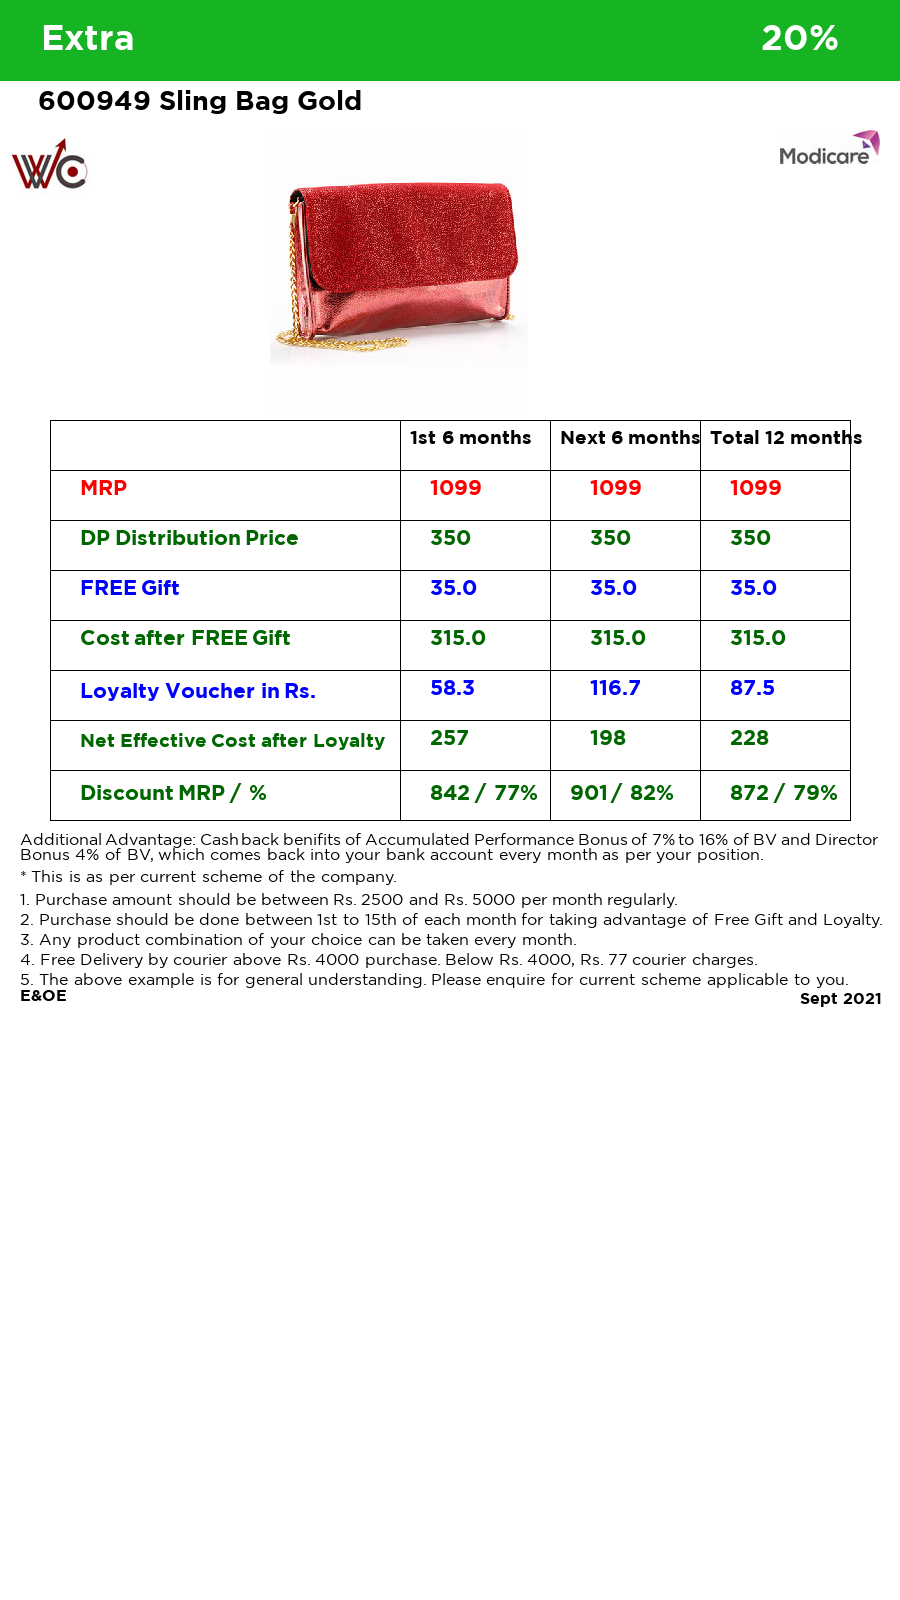 Extra 20%
600949 Sling Bag Gold
WC
Modicare
1st 6 months Next 6 months Total 12 months
MRP 1099 1099 1099
DP Distribution Price 350 350 350
FREE Gift 35.0 35.0 35.0
Cost after FREE Gift 315.0 315.0 315.0
Loyalty Voucher in Rs. 58.3 116.7 87.5
Net Effective Cost after Loyalty 257 198 228
Discount MRP / % 842 / 77% 901 / 82% 872 / 79%
Additional Advantage: Cashback benifits of Accumulated Performance Bonus of 7% to 16% of BV and Director
Bonus 4% of BV, which comes back into your bank account every month as per your position.
* This is as per current scheme of the company.
1. Purchase amount should be between Rs. 2500 and Rs. 5000 per month regularly.
2. Purchase should be done between 1st to 15th of each month for taking advantage of Free Gift and Loyalty.
3. Any product combination of your choice can be taken every month.
4. Free Delivery by courier above Rs. 4000 purchase. Below Rs. 4000, Rs. 77 courier charges.
5. The above example is for general understanding. Please enquire for current scheme applicable to you.
E&OE
Sept 2021